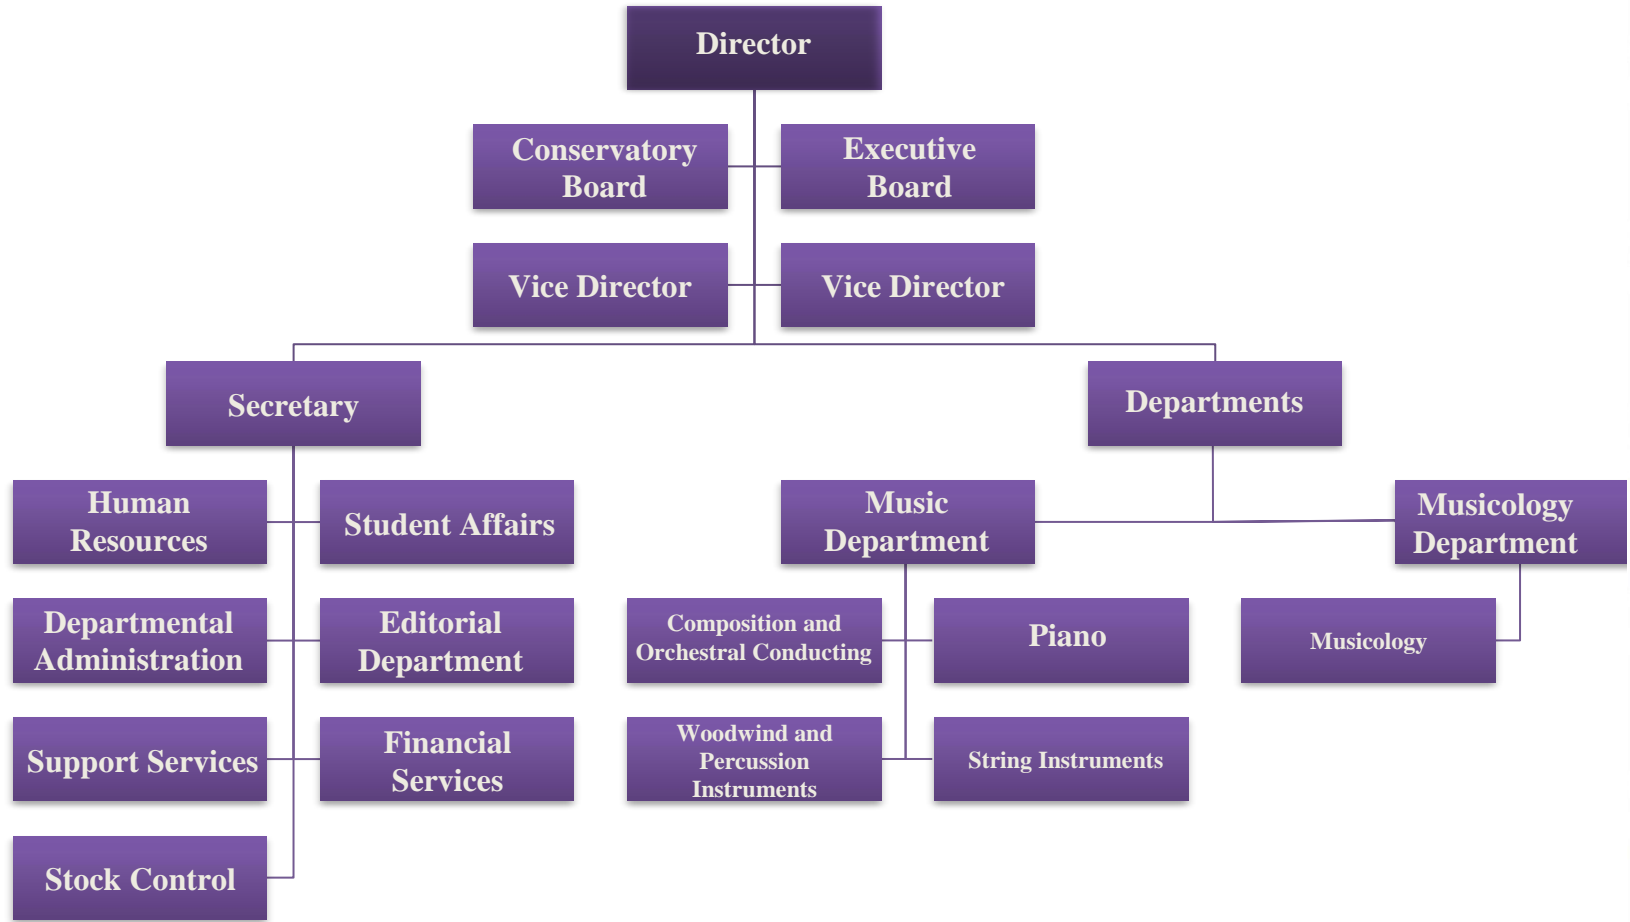 Director
Conservatory
Board
Executive
Board
Vice Director
Vice Director
Secretary
Departments
Human
Resources
Student Affairs
Music
Department
Musicology
Department
Departmental
Administration
Editorial
Department
Composition and
Orchestral Conducting
Piano
Musicology
Support Services
Financial
Services
Woodwind and
Percussion
Instruments
String Instruments
Stock Control